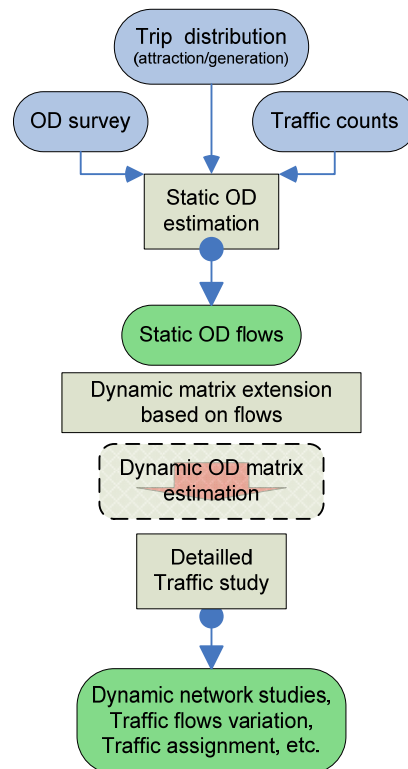 Trip distribution
(attraction/generation)
OD survey
Traffic counts
Static OD
estimation
Static OD flows
Dynamic matrix extension
based on flows
Dynamic OD matrix
estimation
Detailled
Traffic study
Dynamic network studies,
Traffic flows variation,
Traffic assignment, etc.